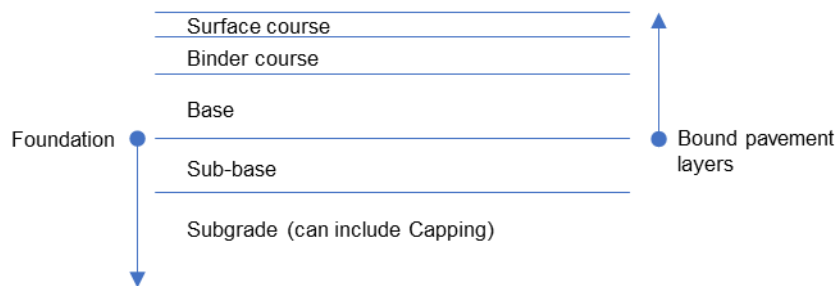 Surface course
Binder course
Base
Foundation
Bound pavement
layers
Sub-base
Subgrade (can include Capping)